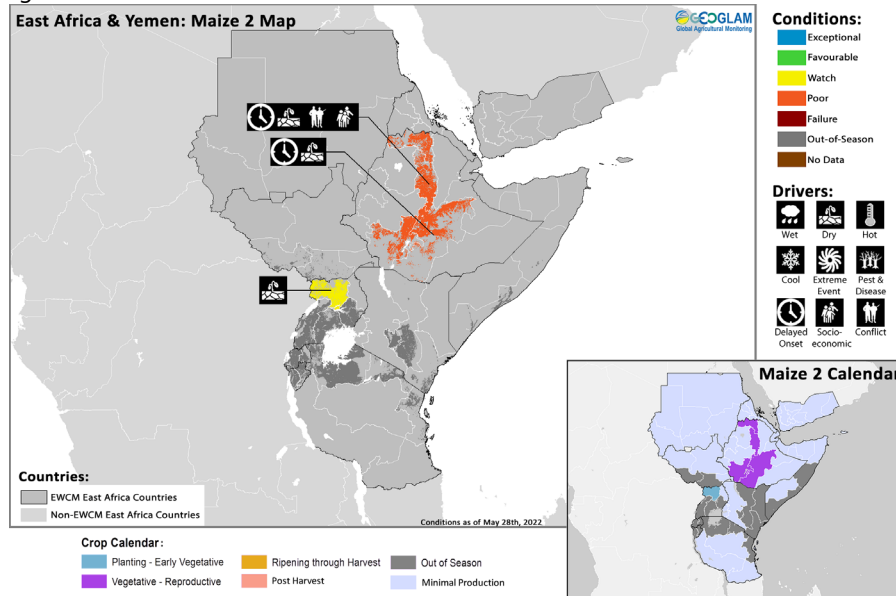 East Africa & Yemen: Maize 2 Map
GEOGLAM
Global Agricultural Monitoring
Conditions:
Exceptional
Favourable
Watch
Poor
Failure
Out-of-Season
No Data
Drivers:
Wet
Dry
Hot
Cool
Extreme
Event
Pest &
Disease
Delayed
Onset
Socio-
economic
Conflict
Maize 2 Calendar
Countries:
EWCM East Africa Countries
Non-EWCM East Africa Countries
Conditions as of May 28th, 2022
Crop Calendar:
Planting - Early Vegetative
Ripening through Harvest
Out of Season
Vegetative - Reproductive
Post Harvest
Minimal Production